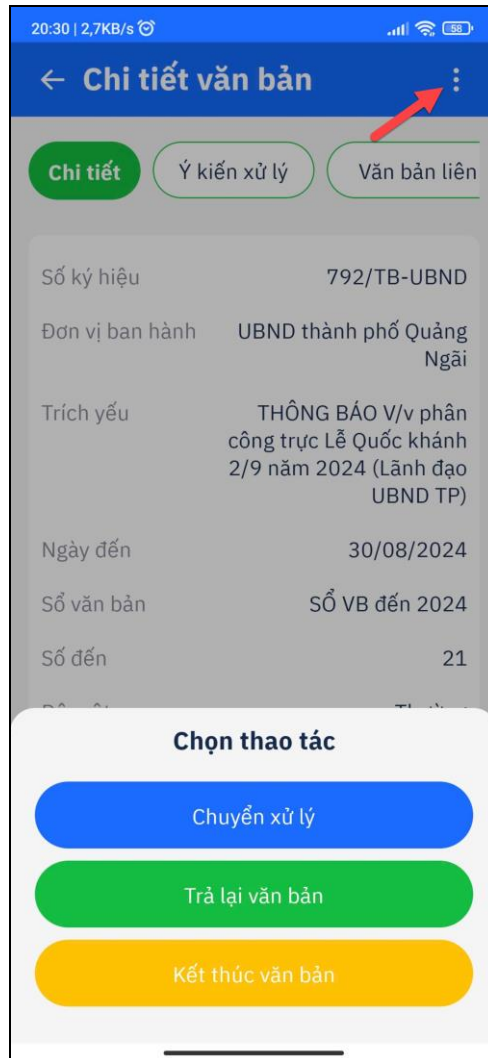 20:30 | 2,7KB/s
58
Chi tiết văn bản
Chi tiết
Ý kiến xử lý
Văn bản liên
Số ký hiệu
792/TB-UBND
Đơn vị ban hành
UBND thành phố Quảng
Ngãi
Trích yếu
THÔNG BÁO V/v phân
công trực Lễ Quốc khánh
2/9 năm 2024 (Lãnh đạo
UBND TP)
Ngày đến
30/08/2024
Sổ văn bản
SỔ VB đến 2024
Số đến
21
Chọn thao tác
Chuyển xử lý
Trả lại văn bản
Kết thúc văn bản